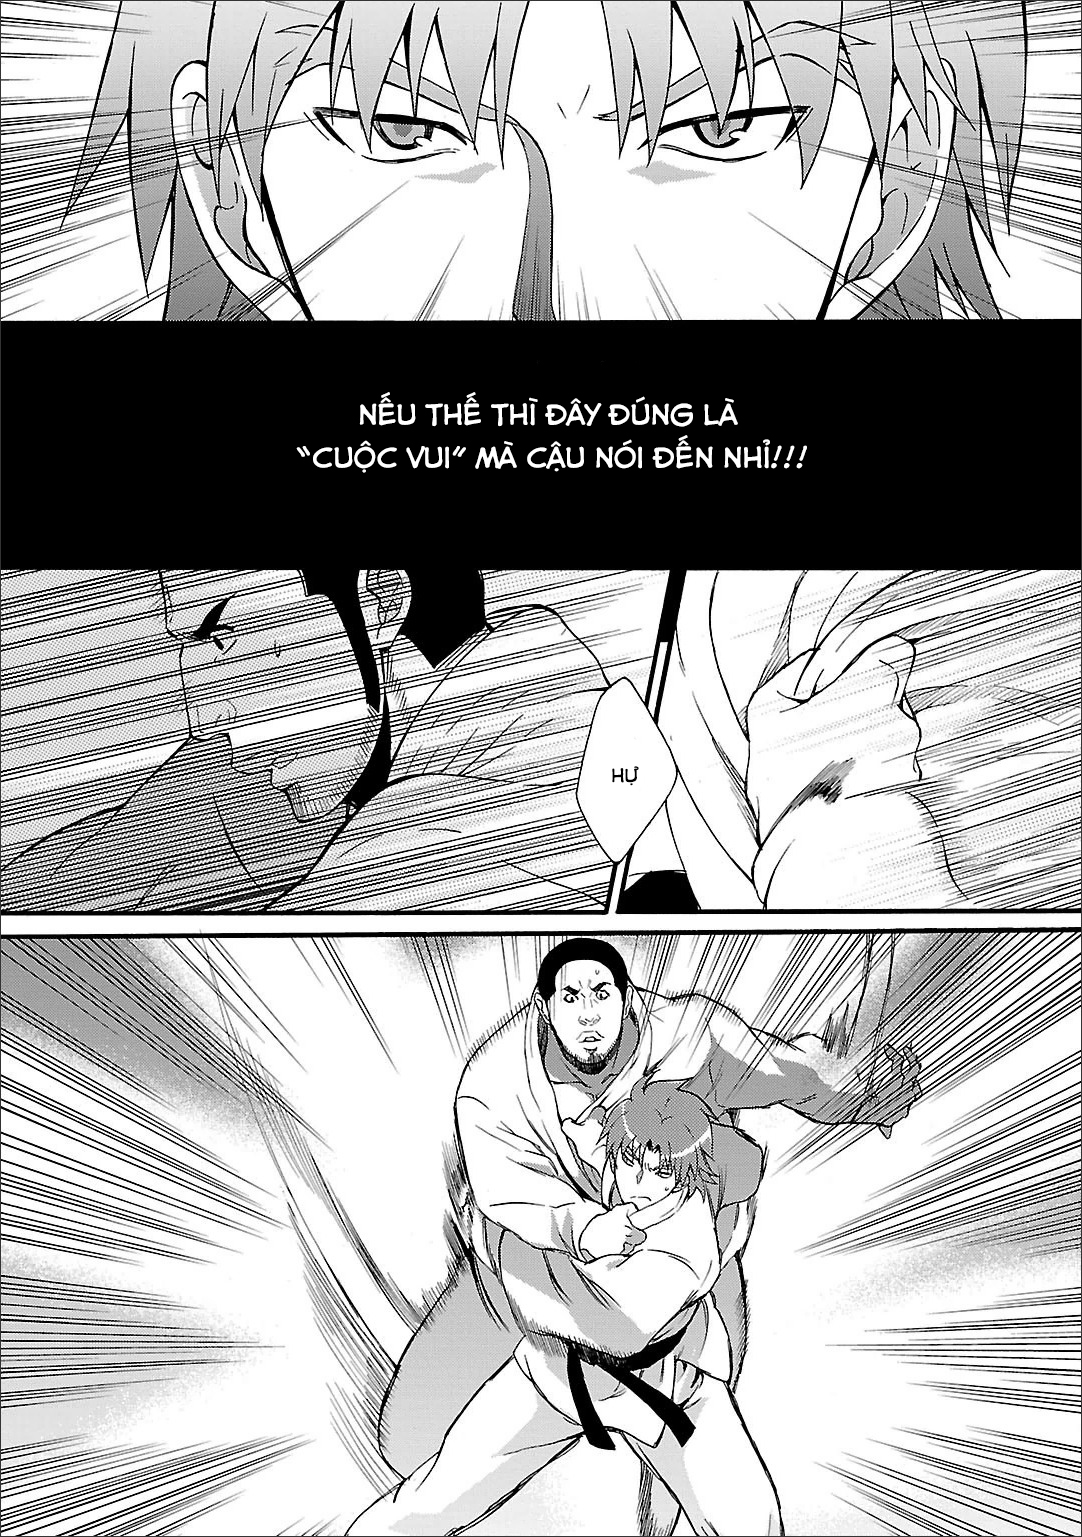 NẾU THẾ THÌ ĐÂY ĐÚNG LÀ
“CUỘC VUI” MÀ CẬU NÓI ĐẾN NHỈ!!!
HỰ